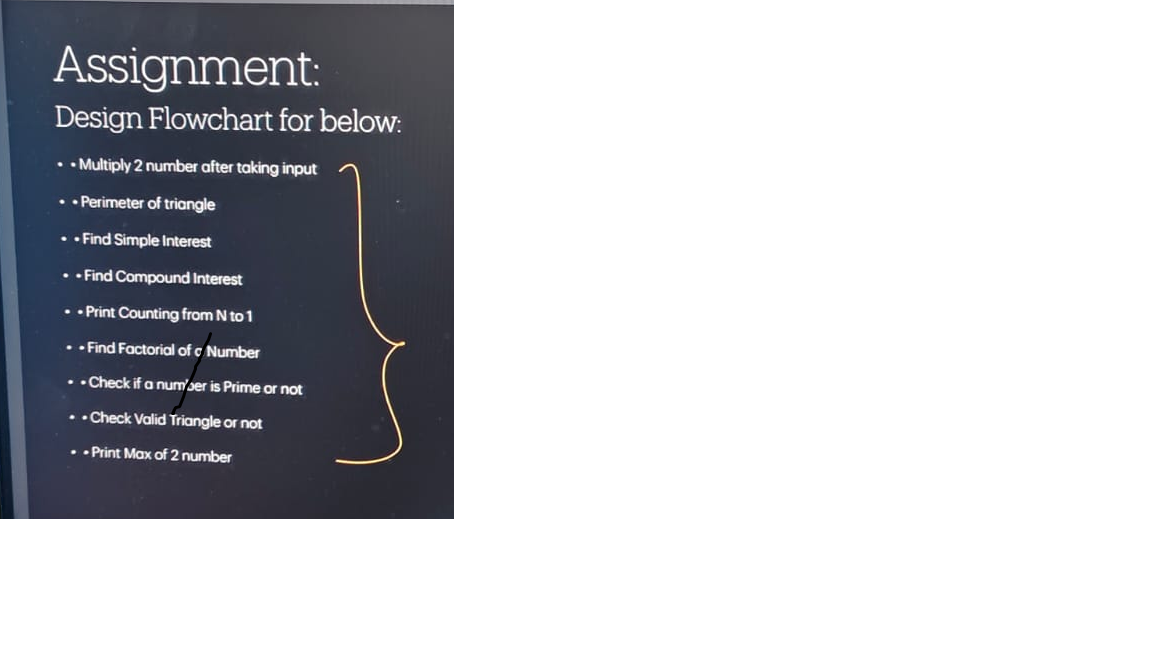 Assignment:
Design Flowchart for below:
• • Multiply 2 number after taking input
• • Perimeter of triangle
• • Find Simple Interest
• • Find Compound Interest
• • Print Counting from N to 1
• • Find Factorial of a Number
• • Check if a number is Prime or not
• • Check Valid Triangle or not
• • Print Max of 2 number